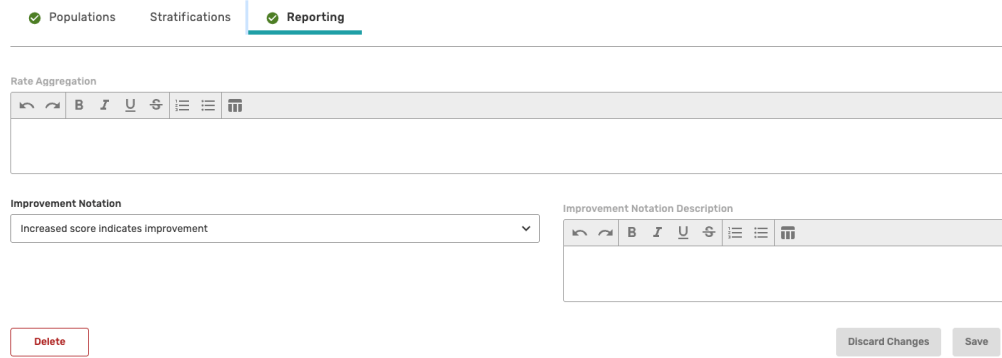 Populations Stratifications Reporting
Rate Aggregation
B I U S
Improvement Notation
Increased score indicates improvement
Improvement Notation Description
B I U S
Delete Discard Changes Save